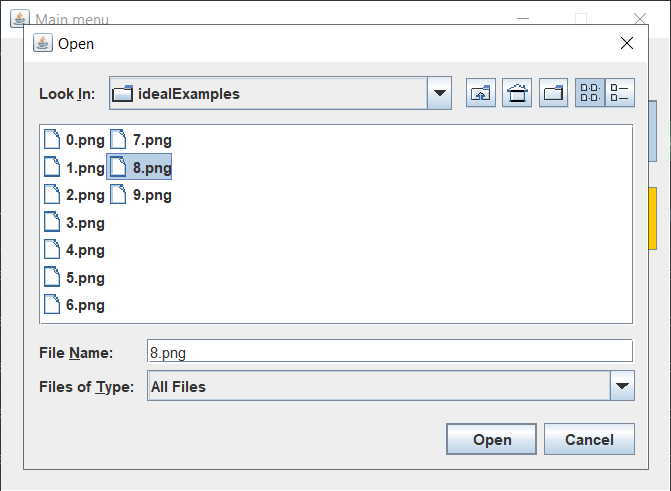 Main menu
Open
Look In: idealExamples
0.png 7.png
1.png 8.png
2.png 9.png
3.png
4.png
5.png
6.png
File Name: 8.png
Files of Type: All Files
Open Cancel